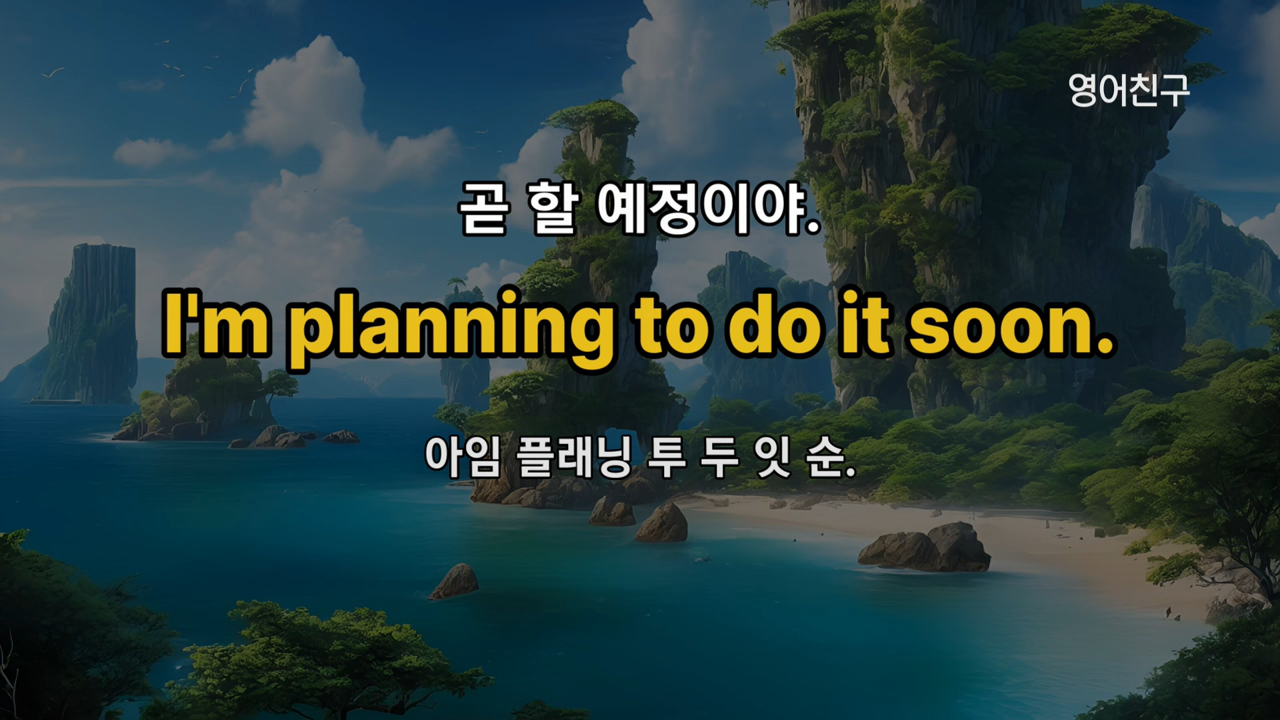 영어친구
곧 할 예정이야.
I'm planning to do it soon.
아임 플래닝 투 두 잇 순.